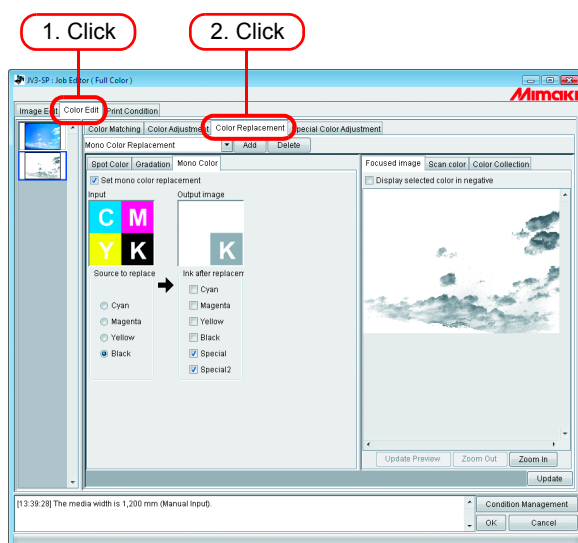 1. Click
2. Click
JV3-SP : Job Editor ( Full Color )
Mimaki
Image Edit Color Edit Print Condition
Color Matching Color Adjustment Color Replacement Special Color Adjustment
Mono Color Replacement Add Delete
Spot Color Gradation Mono Color
Focused image Scan color Color Collection
Set mono color replacement
Display selected color in negative
Input Output image
C M
Y K
K
Source to replace Ink after replacem
Cyan
Magenta
Yellow
Black
Cyan
Magenta
Yellow
Black
Special
Special2
Update Preview Zoom Out Zoom In
Update
[13:39:28] The media width is 1,200 mm (Manual Input).
Condition Management
OK Cancel